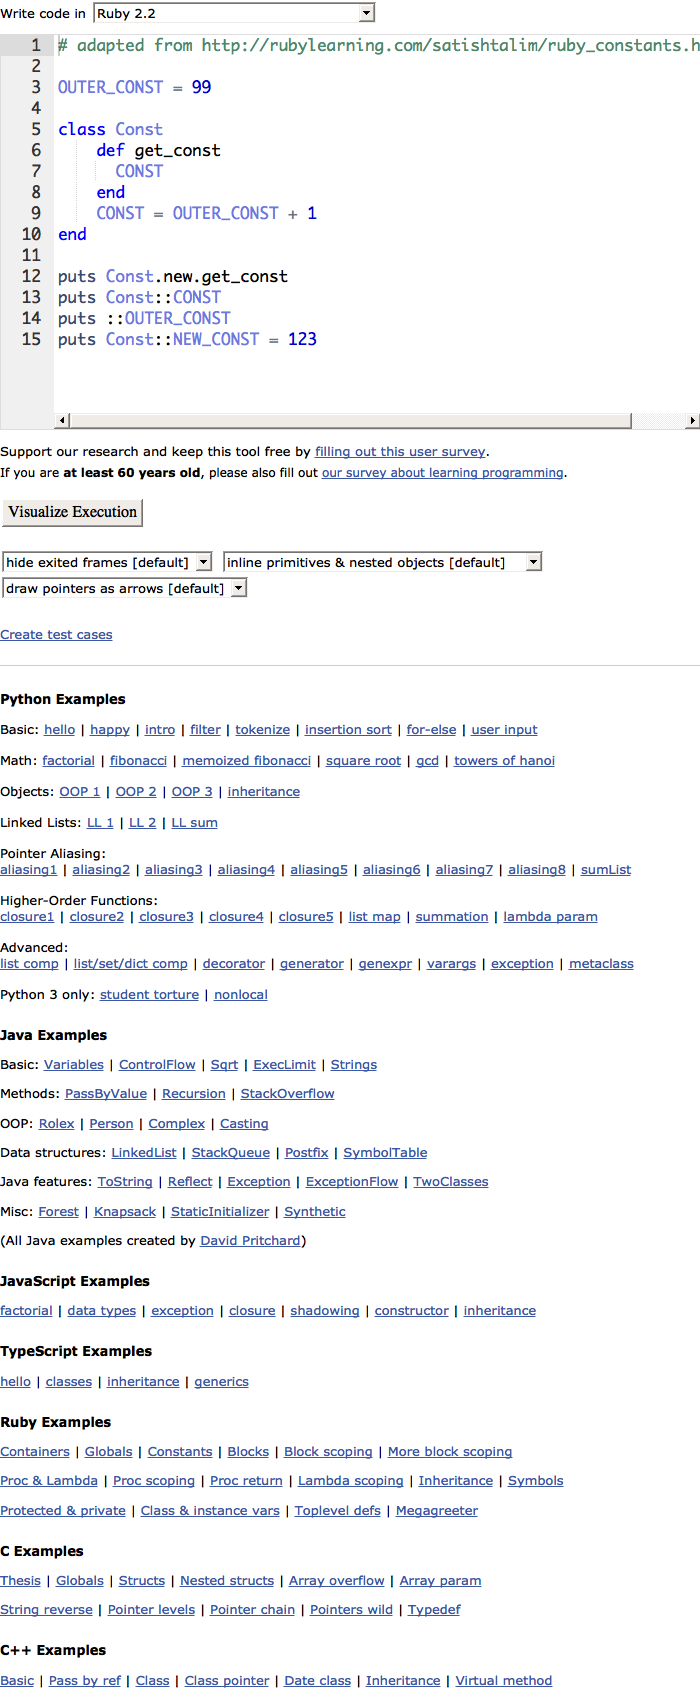 Write code in Ruby 2.2
1 # adapted from http://rubylearning.com/satishtalim/ruby_constants.h
2
3 OUTER_CONST = 99
4
5 class Const
6 def get_const
7 CONST
8 end
9 CONST = OUTER_CONST + 1
10 end
11
12 puts Const.new.get_const
13 puts Const::CONST
14 puts ::OUTER_CONST
15 puts Const::NEW_CONST = 123
Support our research and keep this tool free by filling out this user survey.
If you are at least 60 years old, please also fill out our survey about learning programming.
Visualize Execution
hide exited frames [default] inline primitives & nested objects [default]
draw pointers as arrows [default]
Create test cases
Python Examples
Basic: hello | happy | intro | filter | tokenize | insertion sort | for-else | user input
Math: factorial | fibonacci | memoized fibonacci | square root | gcd | towers of hanoi
Objects: OOP 1 | OOP 2 | OOP 3 | inheritance
Linked Lists: LL 1 | LL 2 | LL sum
Pointer Aliasing:
aliasing1 | aliasing2 | aliasing3 | aliasing4 | aliasing5 | aliasing6 | aliasing7 | aliasing8 | sumList
Higher-Order Functions:
closure1 | closure2 | closure3 | closure4 | closure5 | list map | summation | lambda param
Advanced:
list comp | list/set/dict comp | decorator | generator | genexpr | varargs | exception | metaclass
Python 3 only: student torture | nonlocal
Java Examples
Basic: Variables | ControlFlow | Sqrt | ExecLimit | Strings
Methods: PassByValue | Recursion | StackOverflow
OOP: Rolex | Person | Complex | Casting
Data structures: LinkedList | StackQueue | Postfix | SymbolTable
Java features: ToString | Reflect | Exception | ExceptionFlow | TwoClasses
Misc: Forest | Knapsack | StaticInitializer | Synthetic
(All Java examples created by David Pritchard)
JavaScript Examples
factorial | data types | exception | closure | shadowing | constructor | inheritance
TypeScript Examples
hello | classes | inheritance | generics
Ruby Examples
Containers | Globals | Constants | Blocks | Block scoping | More block scoping
Proc & Lambda | Proc scoping | Proc return | Lambda scoping | Inheritance | Symbols
Protected & private | Class & instance vars | Toplevel defs | Megagreeter
C Examples
Thesis | Globals | Structs | Nested structs | Array overflow | Array param
String reverse | Pointer levels | Pointer chain | Pointers wild | Typedef
C++ Examples
Basic | Pass by ref | Class | Class pointer | Date class | Inheritance | Virtual method